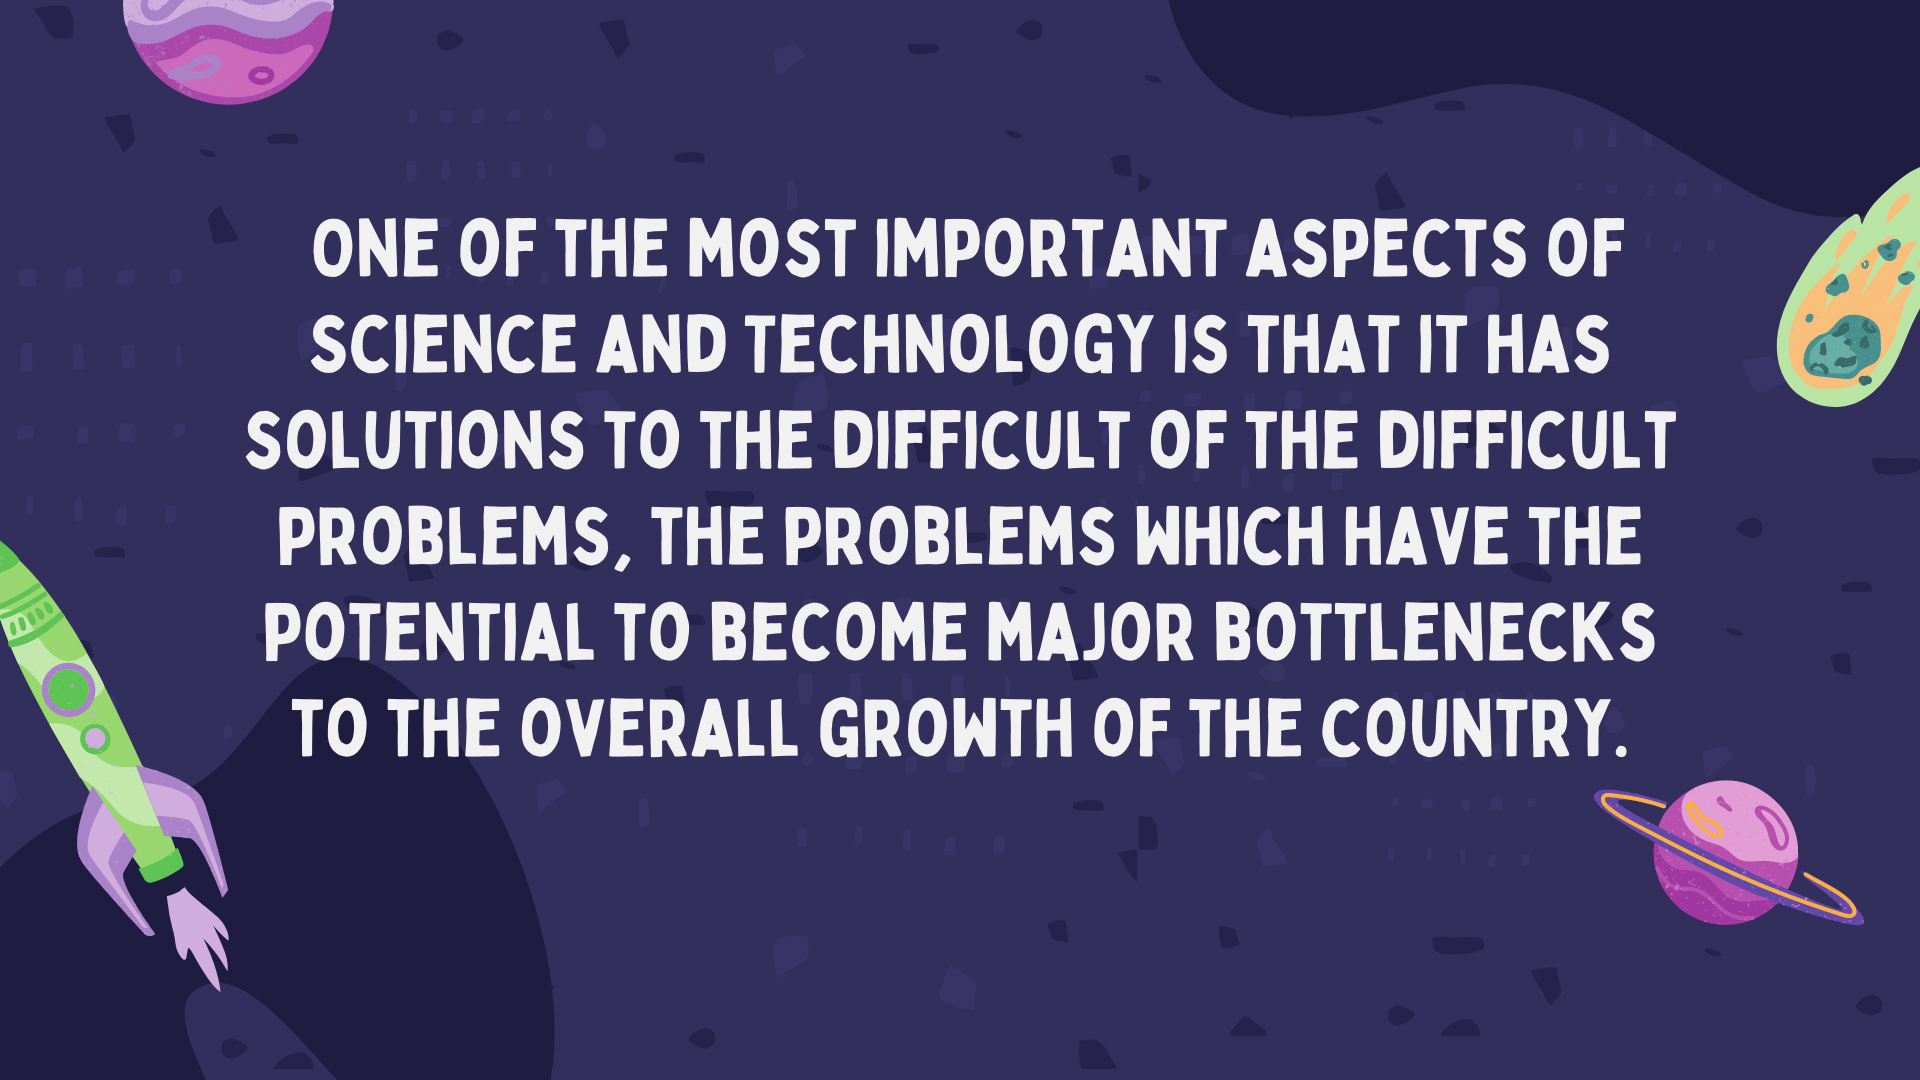 ONE OF THE MOST IMPORTANT ASPECTS OF
SCIENCE AND TECHNOLOGY IS THAT IT HAS
SOLUTIONS TO THE DIFFICULT OF THE DIFFICULT
PROBLEMS, THE PROBLEMS WHICH HAVE THE
POTENTIAL TO BECOME MAJOR BOTTLENECKS
TO THE OVERALL GROWTH OF THE COUNTRY.